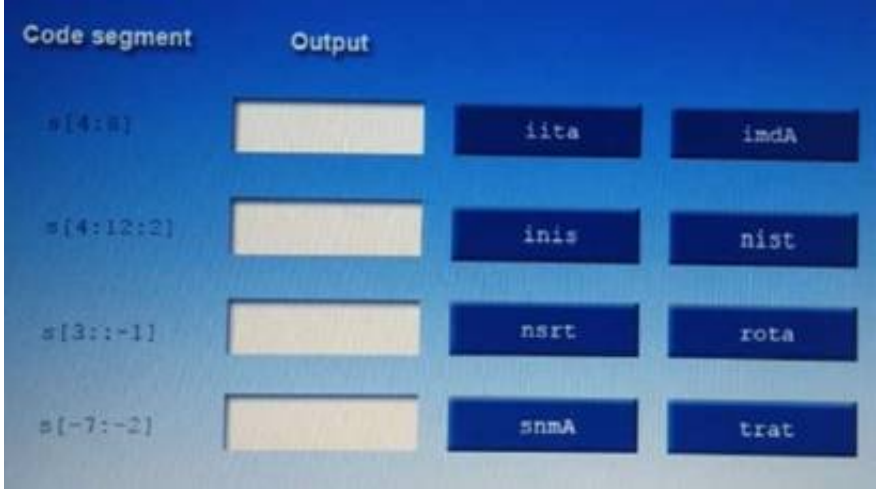 Code segment Output
s[4:8] iita imdA
s[4:12:2] inis nist
s[3::-1] nsrt rota
s[-7:-2] snmA trat